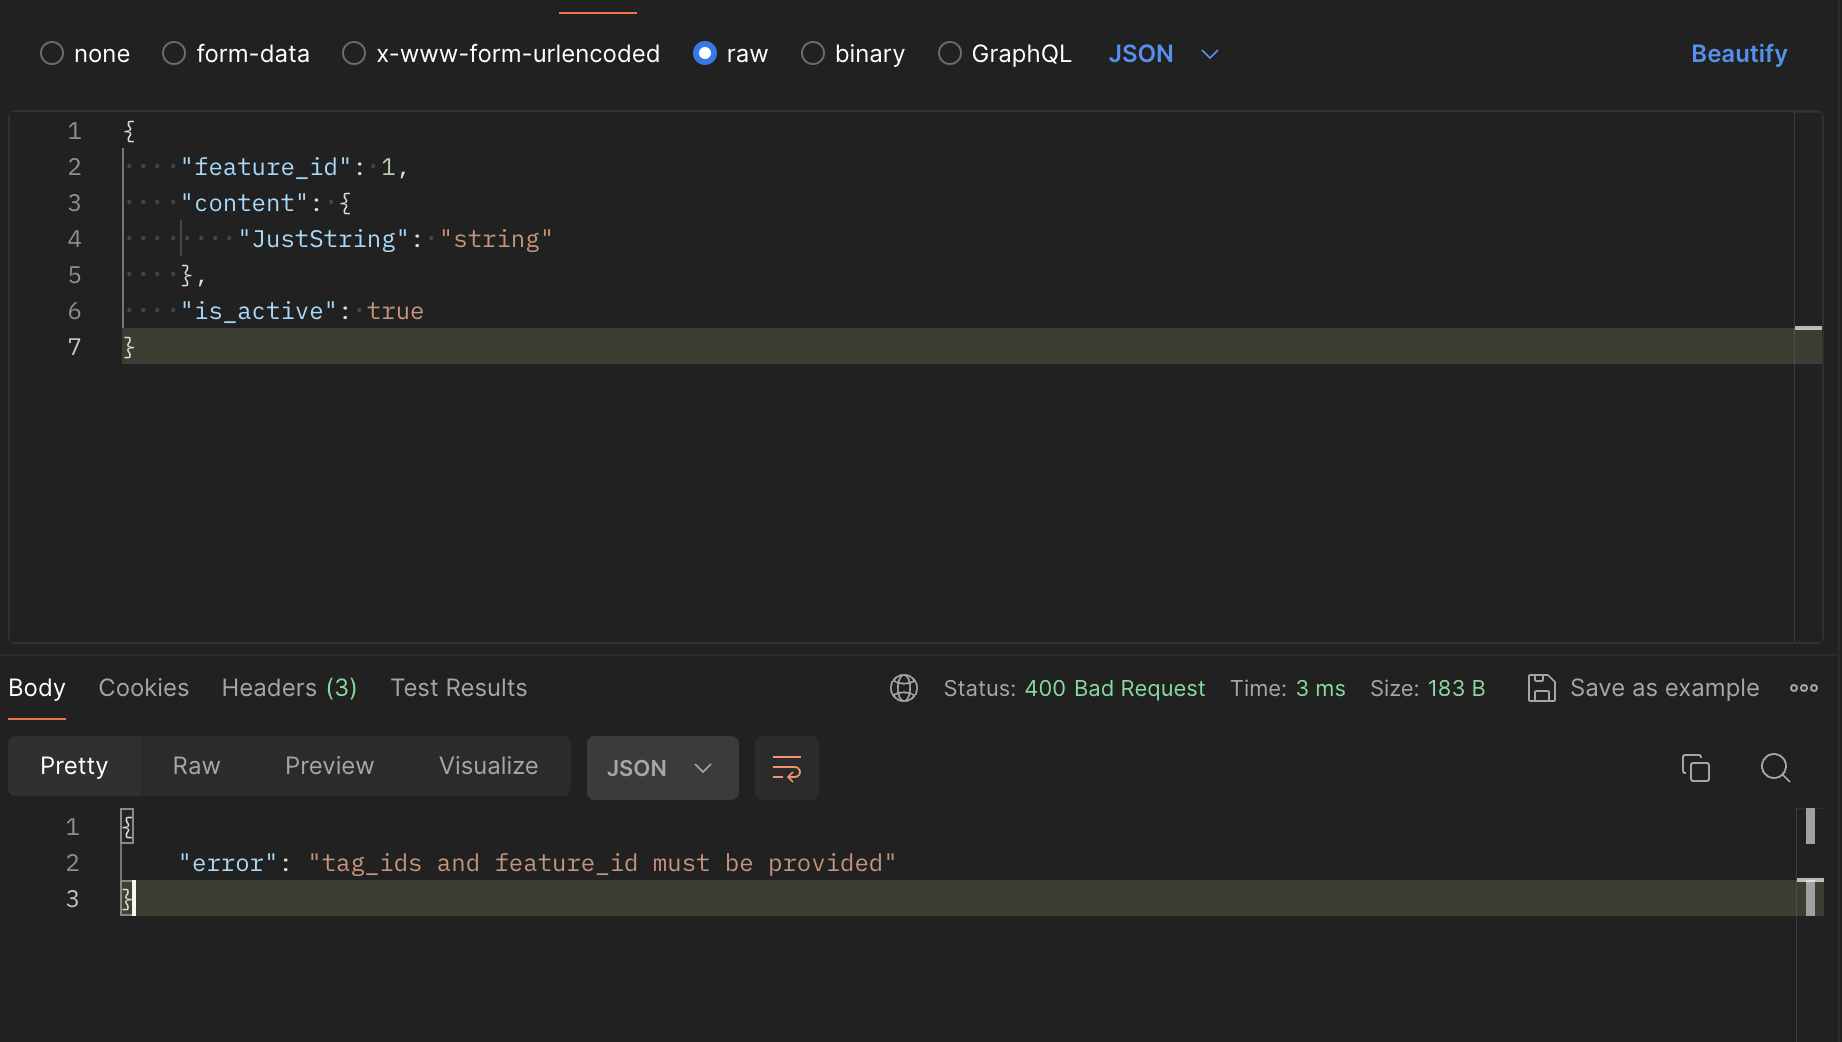 none form-data x-www-form-urlencoded raw binary GraphQL JSON Beautify
1 {
2 "feature_id": 1,
3 "content": {
4 "JustString": "string"
5 },
6 "is_active": true
7 }
Body Cookies Headers (3) Test Results Status: 400 Bad Request Time: 3 ms Size: 183 B Save as example
Pretty Raw Preview Visualize JSON
1 {
2 "error": "tag_ids and feature_id must be provided"
3 }